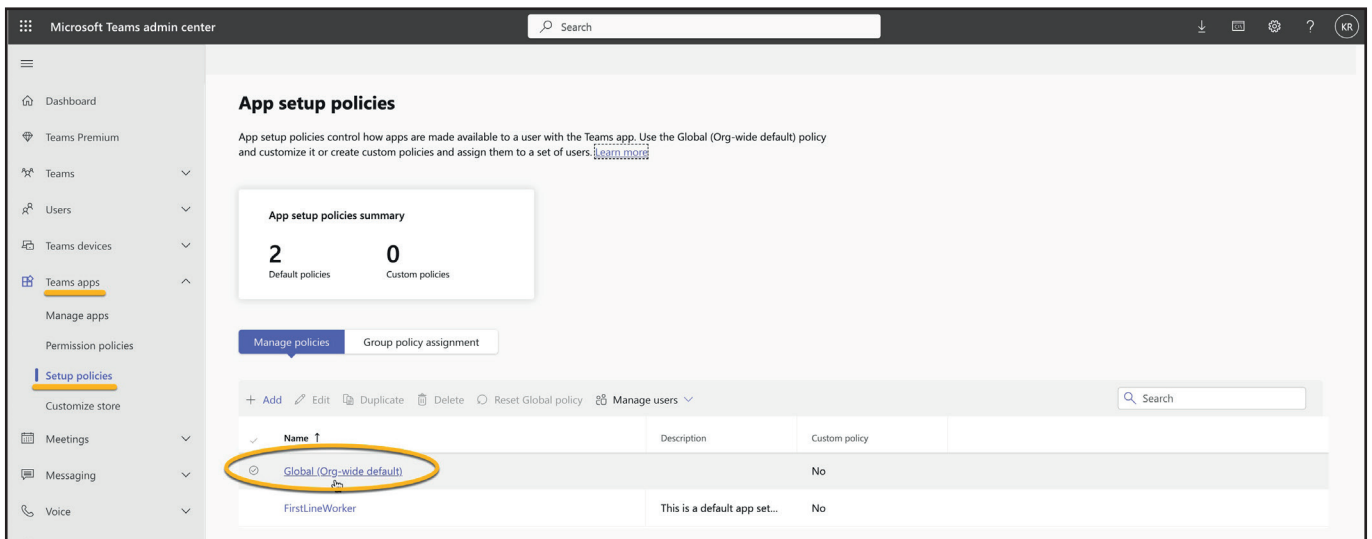 Microsoft Teams admin center
Search
KR
Dashboard
Teams Premium
Teams
Users
Teams devices
Teams apps
Manage apps
Permission policies
Setup policies
Customize store
Meetings
Messaging
Voice
App setup policies
App setup policies control how apps are made available to a user with the Teams app. Use the Global (Org-wide default) policy
and customize it or create custom policies and assign them to a set of users. Learn more
App setup policies summary
2 0
Default policies Custom policies
Manage policies Group policy assignment
+ Add Edit Duplicate Delete Reset Global policy Manage users
Search
Name ↑ Description Custom policy
Global (Org-wide default) No
FirstLineWorker This is a default app set... No